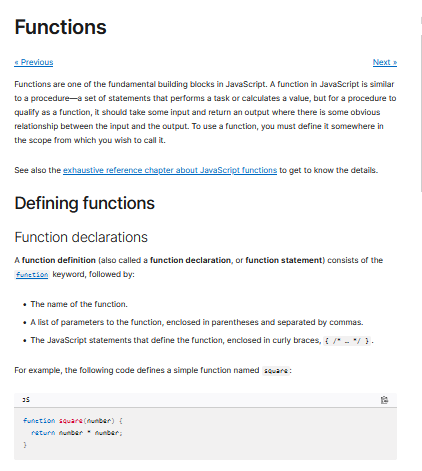 Functions
« Previous
Next »
Functions are one of the fundamental building blocks in JavaScript. A function in JavaScript is similar
to a procedure—a set of statements that performs a task or calculates a value, but for a procedure to
qualify as a function, it should take some input and return an output where there is some obvious
relationship between the input and the output. To use a function, you must define it somewhere in
the scope from which you wish to call it.
See also the exhaustive reference chapter about JavaScript functions to get to know the details.
Defining functions
Function declarations
A function definition (also called a function declaration, or function statement) consists of the
function keyword, followed by:
• The name of the function.
• A list of parameters to the function, enclosed in parentheses and separated by commas.
• The JavaScript statements that define the function, enclosed in curly braces, { /* … */ }.
For example, the following code defines a simple function named square:
JS
function square(number) {
  return number * number;
}